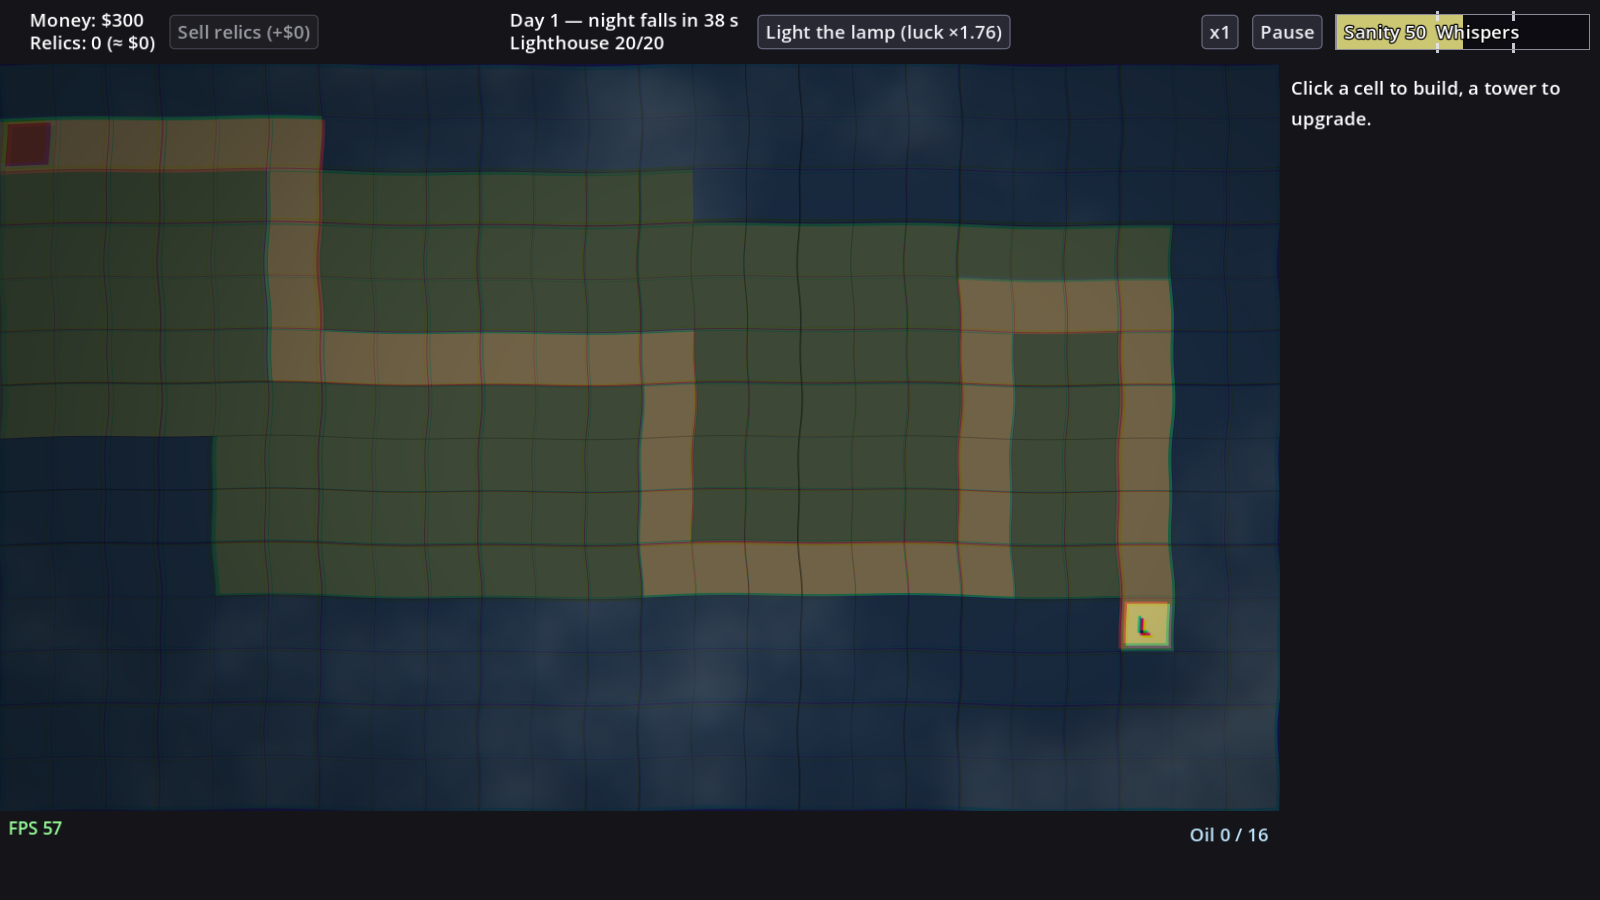 Money: $300
Relics: 0 (≈ $0)
Sell relics (+$0)
Day 1 — night falls in 38 s
Lighthouse 20/20
Light the lamp (luck ×1.76)
x1
Pause
Sanity 50 Whispers
Click a cell to build, a tower to
upgrade.
L
FPS 57
Oil 0 / 16